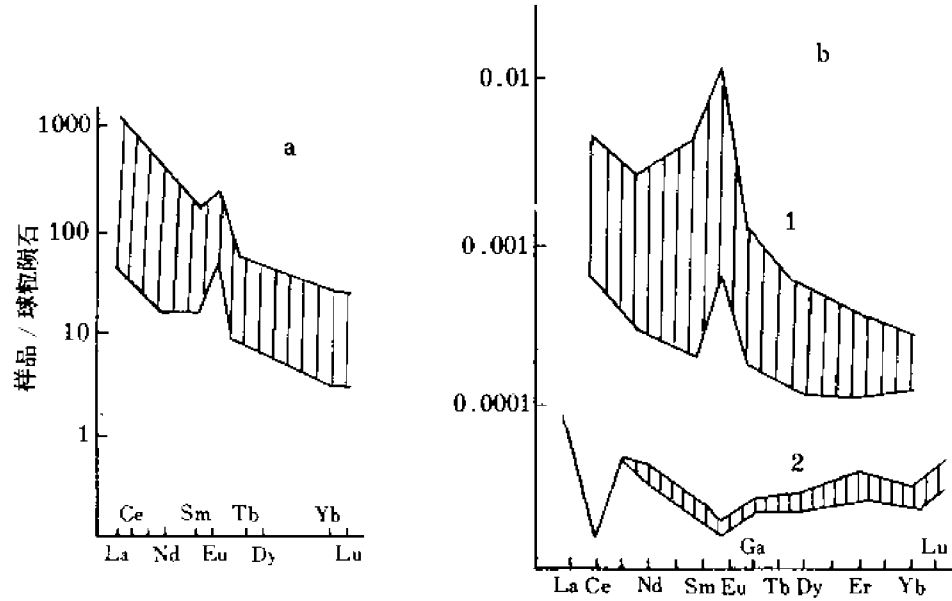 a
1000
100
10
1
样品 / 球粒陨石
Ce Sm Tb Yb
La Nd Eu Dy Lu
b
0.01
0.001
0.0001
1
2
Ga Lu
La Ce Nd Sm Eu Tb Dy Er Yb